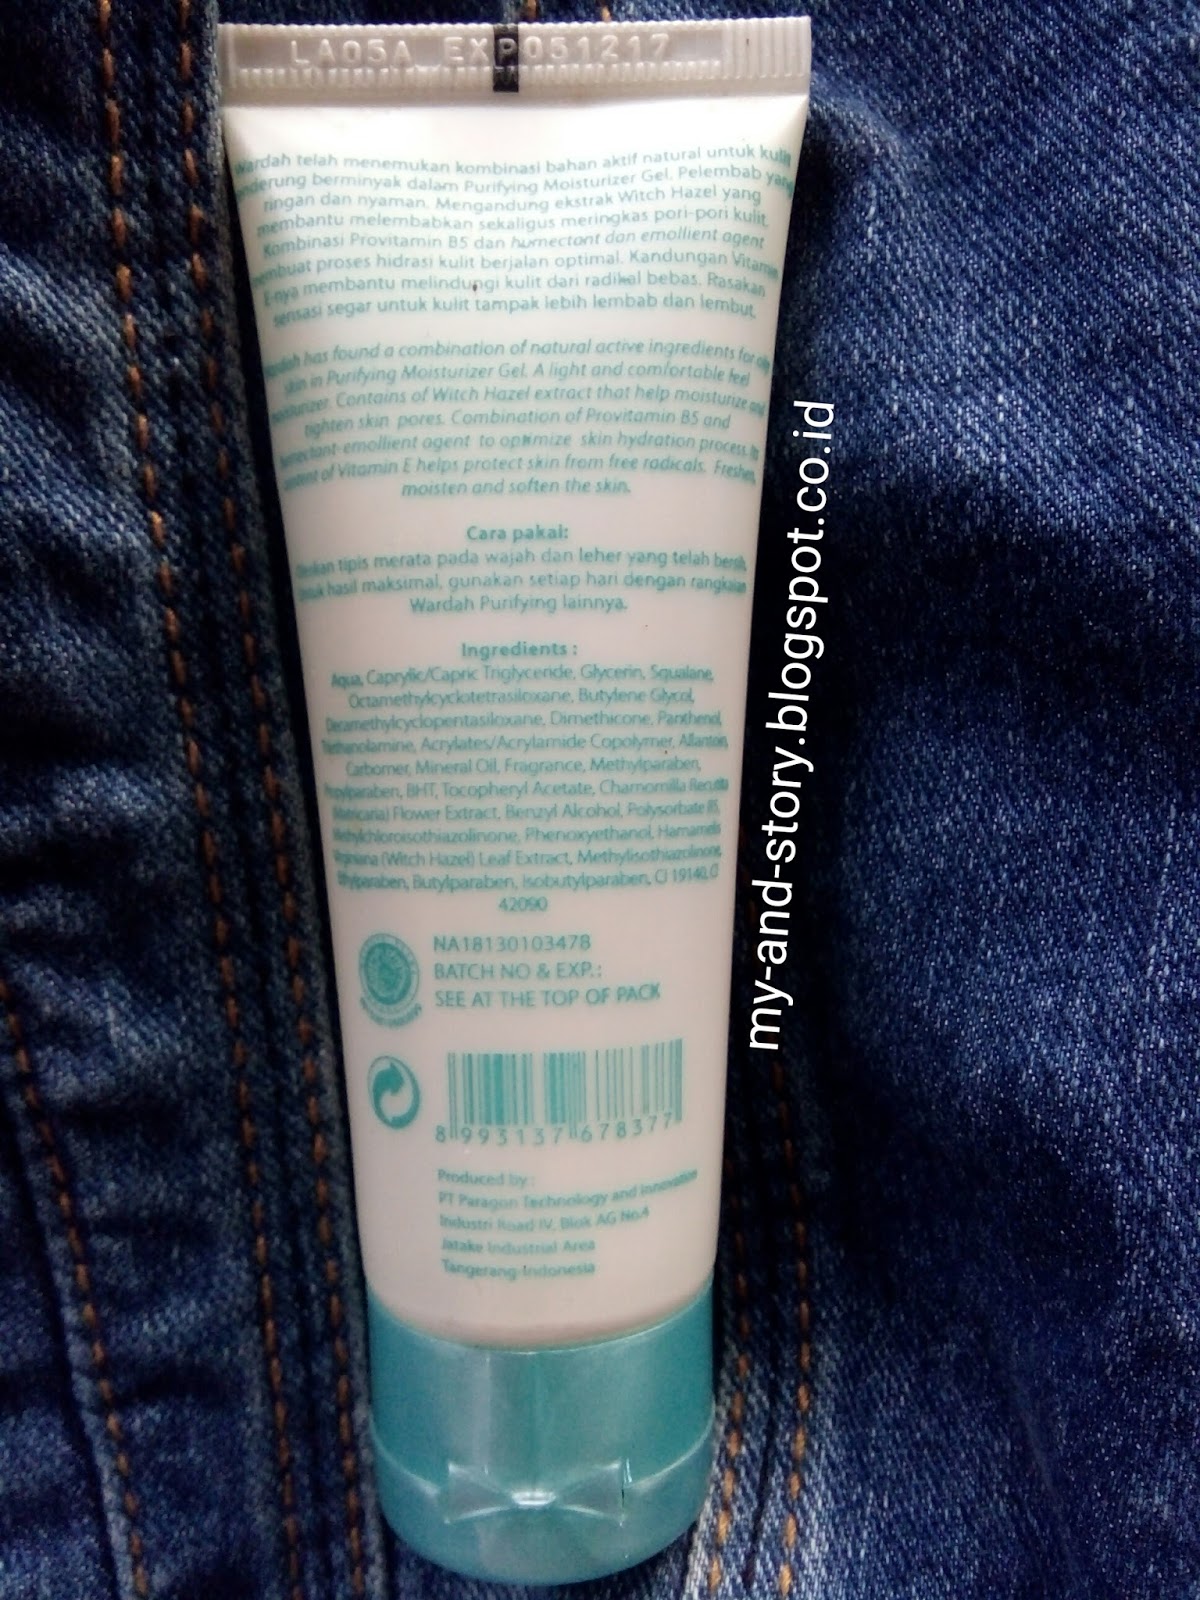 LA05A EXP051217
Wardah telah menemukan kombinasi bahan aktif natural untuk kulit
berminyak dalam Purifying Moisturizer Gel. Pelembab yang
ringan dan nyaman. Mengandung ekstrak Witch Hazel yang
membantu melembabkan sekaligus meringkas pori-pori kulit.
Kombinasi Provitamin B5 dan humectant dan emollient agent
membuat proses hidrasi kulit berjalan optimal. Kandungan Vitamin
E-nya membantu melindungi kulit dari radikal bebas. Rasakan
sensasi segar untuk kulit tampak lebih lembab dan lembut.
Wardah has found a combination of natural active ingredients for oily
skin in Purifying Moisturizer Gel. A light and comfortable feel
moisturizer. Contains of Witch Hazel extract that help moisturize and
tighten skin pores. Combination of Provitamin B5 and
humectant-emollient agent to optimize skin hydration process. Its
content of Vitamin E helps protect skin from free radicals. Freshen,
moisten and soften the skin.
Cara pakai:
Oleskan tipis merata pada wajah dan leher yang telah bersih.
Untuk hasil maksimal, gunakan setiap hari dengan rangkaian
Wardah Purifying lainnya.
Ingredients :
Aqua, Caprylic/Capric Triglyceride, Glycerin, Squalane,
Octamethylcyclotetrasiloxane, Butylene Glycol,
Decamethylcyclopentasiloxane, Dimethicone, Panthenol,
Triethanolamine, Acrylates/Acrylamide Copolymer, Allantoin,
Carbomer, Mineral Oil, Fragrance, Methylparaben,
Propylparaben, BHT, Tocopheryl Acetate, Chamomilla Recutita
(Matricaria) Flower Extract, Benzyl Alcohol, Polysorbate 85,
Methylchloroisothiazolinone, Phenoxyethanol, Hamamelis
Virginiana (Witch Hazel) Leaf Extract, Methylisothiazolinone,
Ethylparaben, Butylparaben, Isobutylparaben, CI 19140, CI
42090
NA18130103478
BATCH NO & EXP.:
SEE AT THE TOP OF PACK
8 993137 678377
Produced by :
PT Paragon Technology and Innovation
Industri Road IV, Blok AG No.4
Jatake Industrial Area
Tangerang-Indonesia
my-and-story.blogspot.co.id